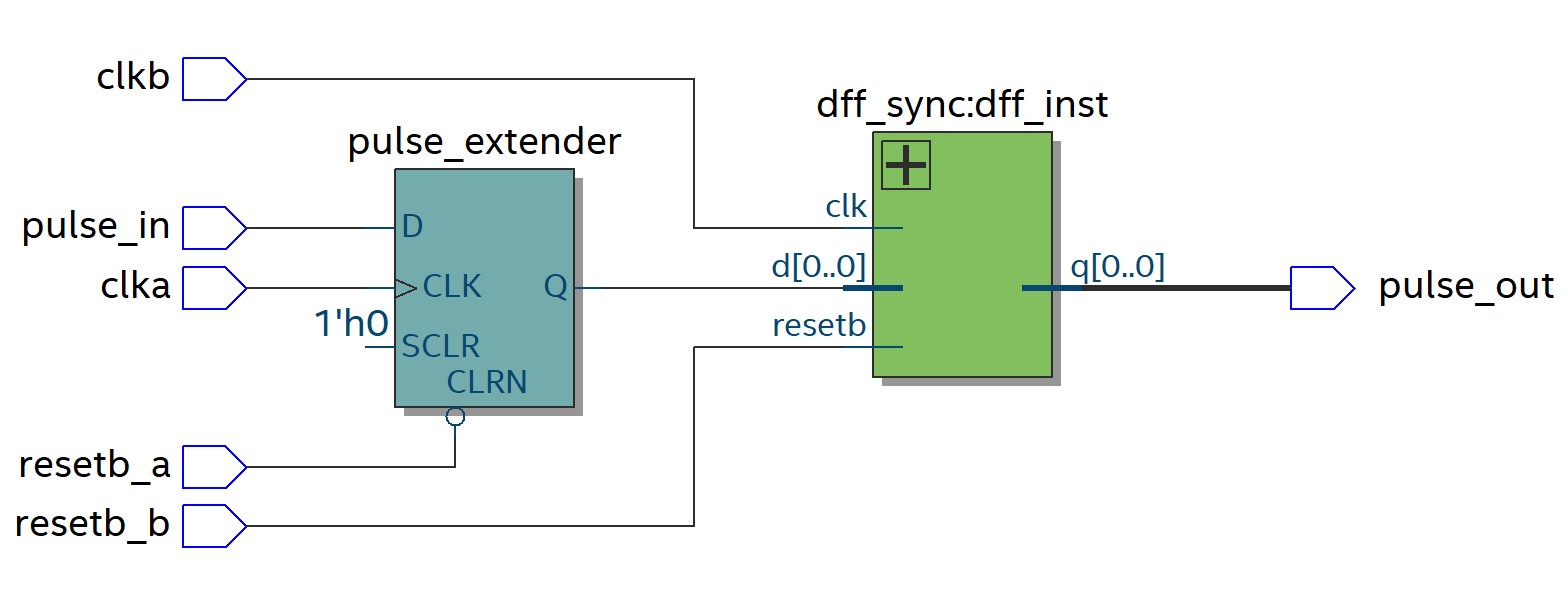 clkb
dff_sync:dff_inst
pulse_extender
clk
pulse_in
D
d[0..0]
q[0..0]
clka
CLK
Q
pulse_out
1'h0
resetb
SCLR
CLRN
resetb_a
resetb_b